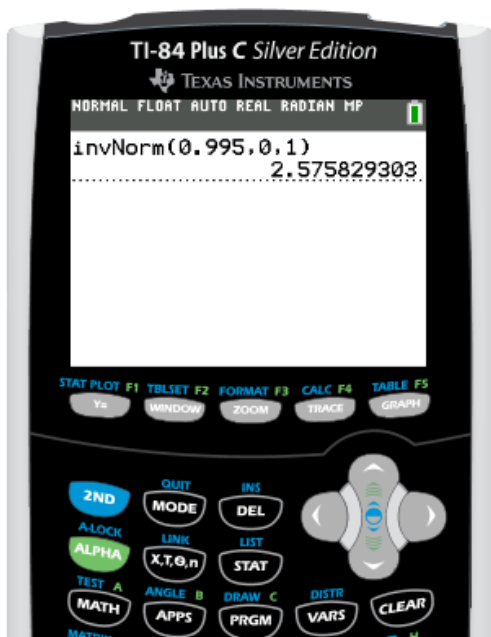 TI-84 Plus C Silver Edition
TEXAS INSTRUMENTS
NORMAL FLOAT AUTO REAL RADIAN MP
invNorm(0.995,0,1)
2.575829303
STAT PLOT F1 TBLSET F2 FORMAT F3 CALC F4 TABLE F5
Y= WINDOW ZOOM TRACE GRAPH
QUIT INS
2ND MODE DEL
A-LOCK LINK LIST
ALPHA X,T,Θ,n STAT
TEST A ANGLE B DRAW C DISTR
MATH APPS PRGM VARS CLEAR
H